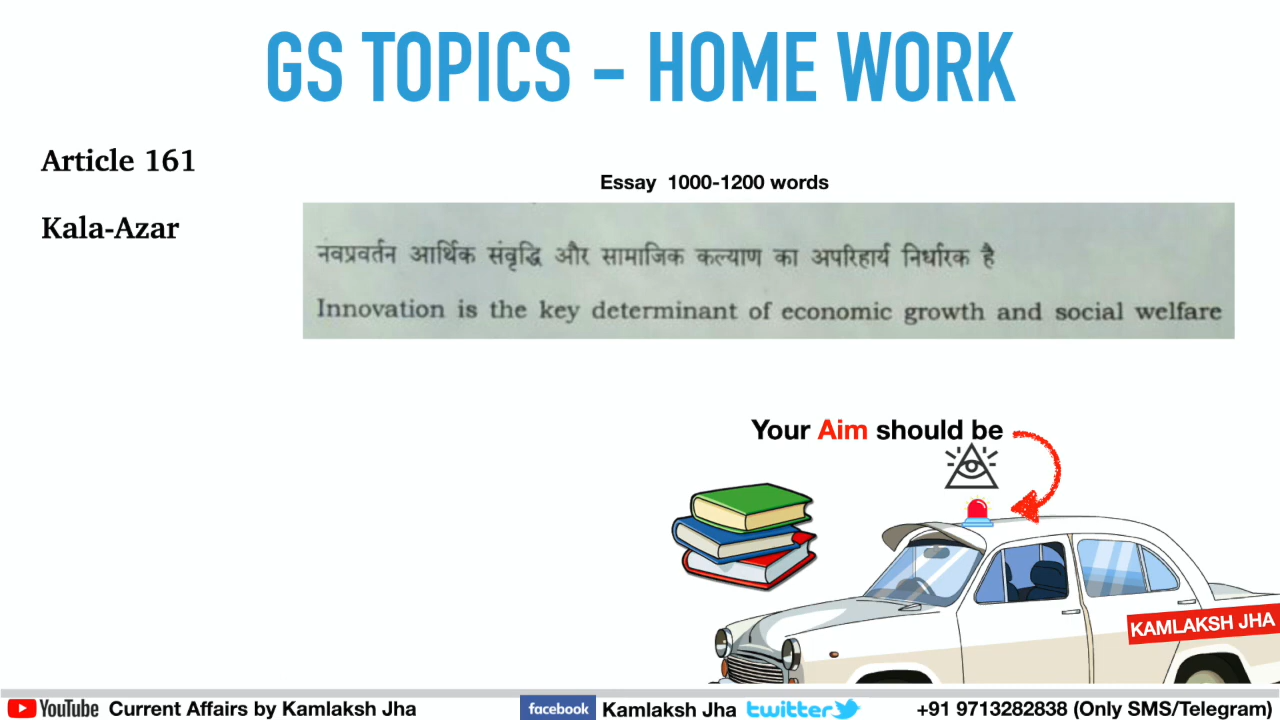 GS TOPICS - HOME WORK
Article 161
Essay 1000-1200 words
Kala-Azar
नवप्रवर्तन आर्थिक संवृद्धि और सामाजिक कल्याण का अपरिहार्य निर्धारक है
Innovation is the key determinant of economic growth and social welfare
Your Aim should be
KAMLAKSH JHA
YouTube Current Affairs by Kamlaksh Jha facebook Kamlaksh Jha twitter +91 9713282838 (Only SMS/Telegram)